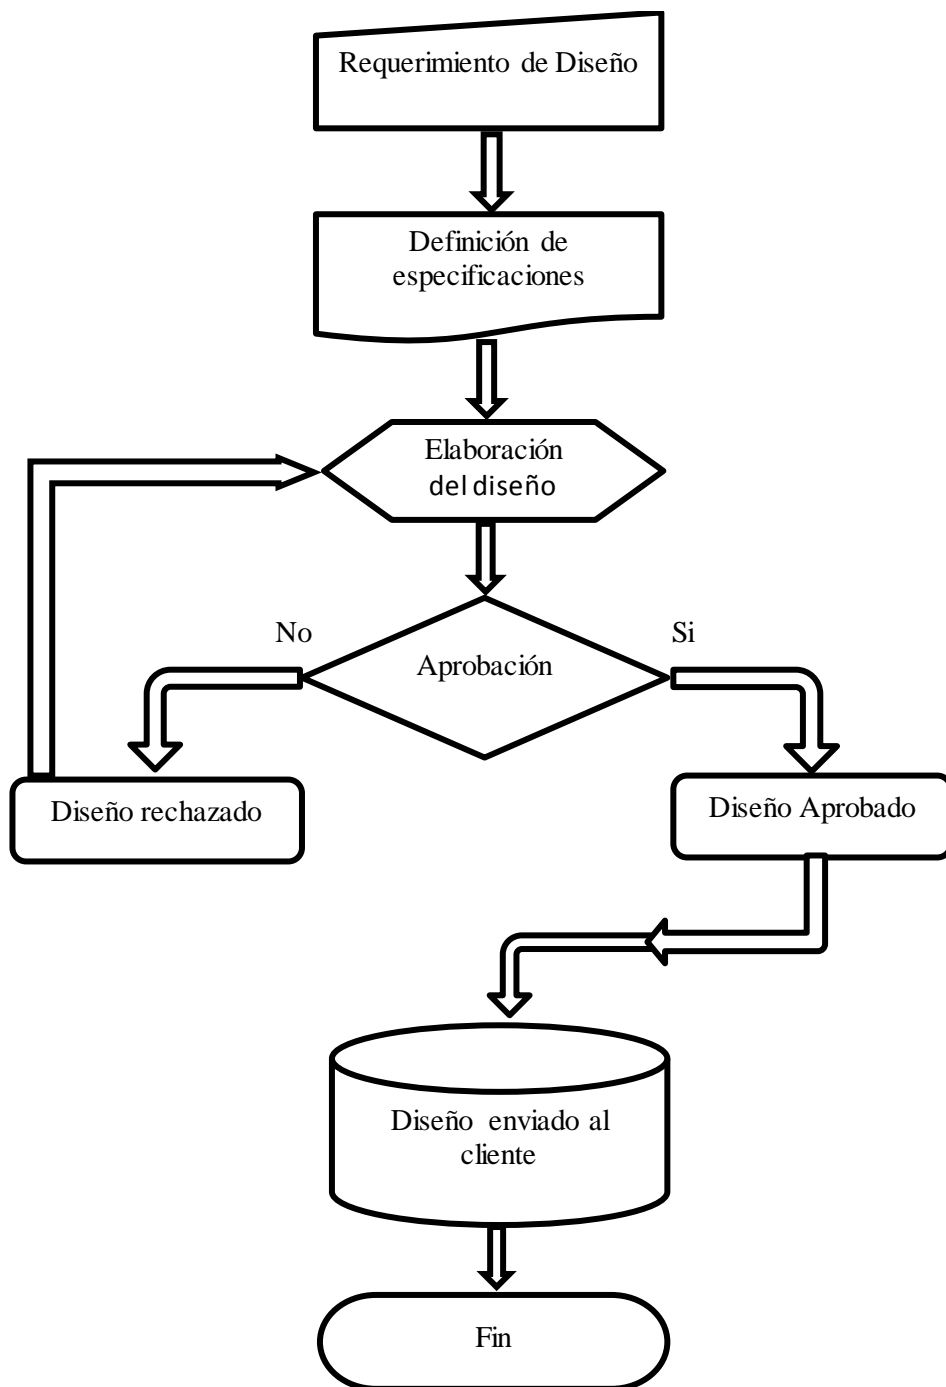 Requerimiento de Diseño
Definición de
especificaciones
Elaboración
del diseño
No
Si
Aprobación
Diseño rechazado
Diseño Aprobado
Diseño enviado al
cliente
Fin